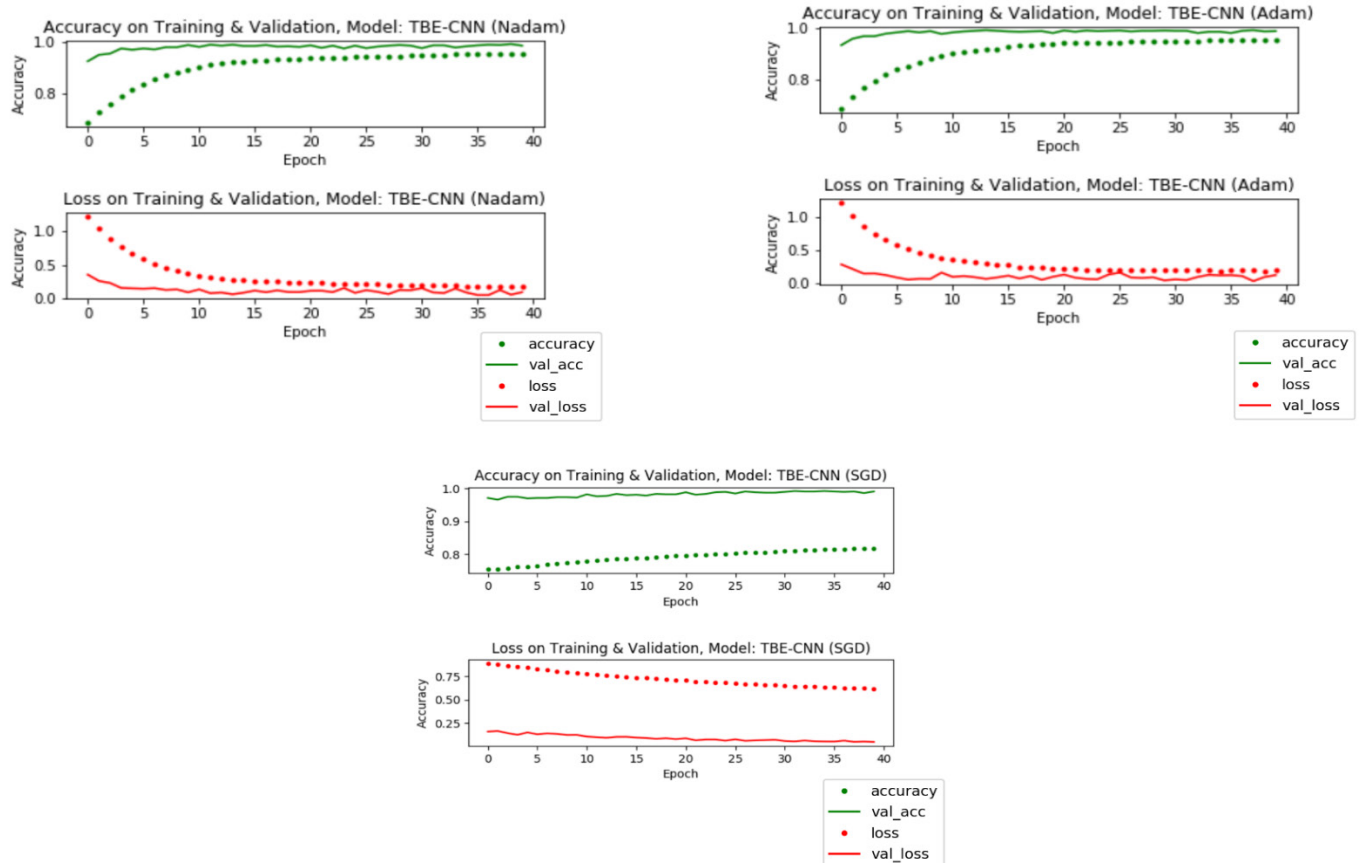 Accuracy on Training & Validation, Model: TBE-CNN (Nadam)
1.0
0.8
Accuracy
0 5 10 15 20 25 30 35 40
Epoch
Loss on Training & Validation, Model: TBE-CNN (Nadam)
1.0
0.5
0.0
Accuracy
0 5 10 15 20 25 30 35 40
Epoch
accuracy
val_acc
loss
val_loss
Accuracy on Training & Validation, Model: TBE-CNN (Adam)
1.0
0.8
Accuracy
0 5 10 15 20 25 30 35 40
Epoch
Loss on Training & Validation, Model: TBE-CNN (Adam)
1.0
0.5
0.0
Accuracy
0 5 10 15 20 25 30 35 40
Epoch
accuracy
val_acc
loss
val_loss
Accuracy on Training & Validation, Model: TBE-CNN (SGD)
1.0
0.9
0.8
Accuracy
0 5 10 15 20 25 30 35 40
Epoch
Loss on Training & Validation, Model: TBE-CNN (SGD)
0.75
0.50
0.25
Accuracy
0 5 10 15 20 25 30 35 40
Epoch
accuracy
val_acc
loss
val_loss